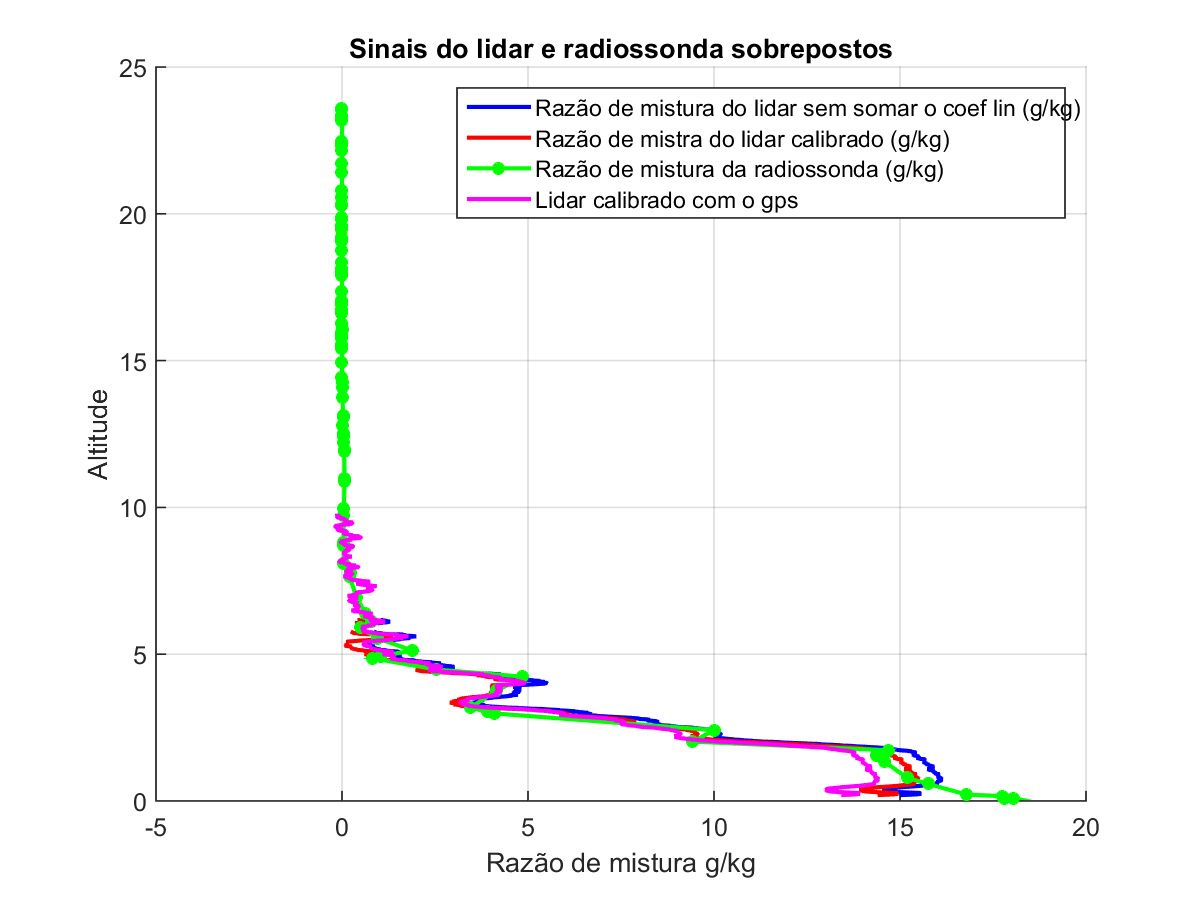 Sinais do lidar e radiossonda sobrepostos
25
Razão de mistura do lidar sem somar o coef lin (g/kg)
Razão de mistra do lidar calibrado (g/kg)
Razão de mistura da radiossonda (g/kg)
Lidar calibrado com o gps
20
15
Altitude
10
5
0
-5 0 5 10 15 20
Razão de mistura g/kg